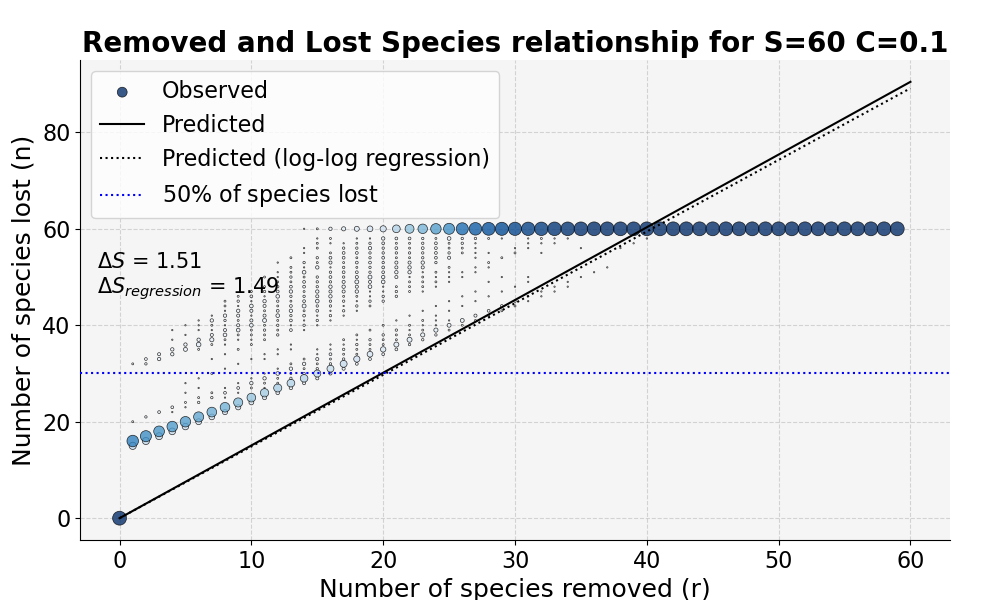 Removed and Lost Species relationship for S=60 C=0.1
Observed
Predicted
Predicted (log-log regression)
50% of species lost
ΔS = 1.51
ΔS_regression = 1.49
Number of species lost (n)
80
60
40
20
0
0 10 20 30 40 50 60
Number of species removed (r)